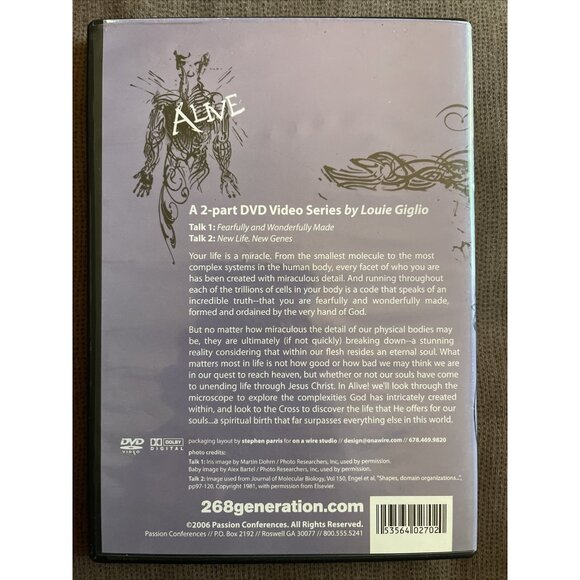 ALIVE
A 2-part DVD Video Series by Louie Giglio
Talk 1: Fearfully and Wonderfully Made
Talk 2: New Life. New Genes
Your life is a miracle. From the smallest molecule to the most
complex systems in the human body, every facet of who you are
has been created with miraculous detail. And running throughout
each of the trillions of cells in your body is a code that speaks of an
incredible truth--that you are fearfully and wonderfully made,
formed and ordained by the very hand of God.
But no matter how miraculous the detail of our physical bodies may
be, they are ultimately (if not quickly) breaking down--a stunning
reality considering that within our flesh resides an eternal soul. What
matters most in life is not how good or how bad we may think we are
in our quest to reach heaven, but whether or not our souls have come
to unending life through Jesus Christ. In Alive! we'll look through the
microscope to explore the complexities God has intricately created
within, and look to the Cross to discover the life that He offers for our
souls...a spiritual birth that far surpasses everything else in this world.
DVD VIDEO DOLBY DIGITAL
packaging layout by stephen parris for on a wire studio // design@onawire.com // 678.469.9820
photo credits:
Talk 1: Iris image by Martin Dohrn / Photo Researchers, Inc, used by permission.
Baby image by Alex Bartel / Photo Researchers, Inc, used by permission.
Talk 2: Image used from Journal of Molecular Biology, Vol 150, Engel et al, "Shapes, domain organizations...",
pp97-120, Copyright 1981, with permission from Elsevier.
268generation.com
©2006 Passion Conferences. All Rights Reserved.
Passion Conferences // P.O. Box 2192 // Roswell GA 30077 // 800.555.5241
53564 02702